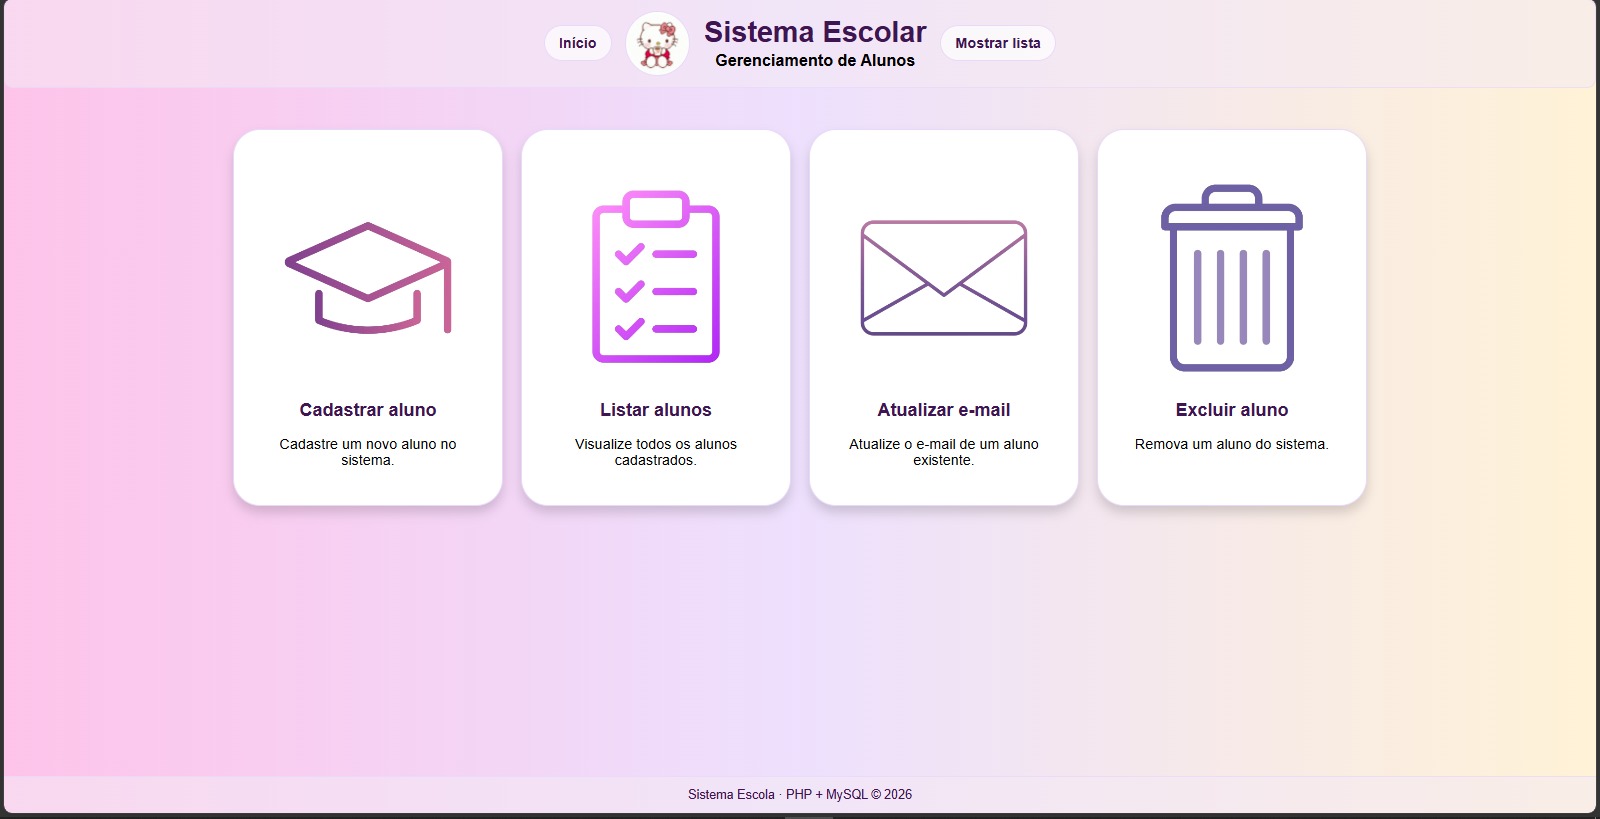 Início
Sistema Escolar
Gerenciamento de Alunos
Mostrar lista
Cadastrar aluno
Cadastre um novo aluno no
sistema.
Listar alunos
Visualize todos os alunos
cadastrados.
Atualizar e-mail
Atualize o e-mail de um aluno
existente.
Excluir aluno
Remova um aluno do sistema.
Sistema Escola · PHP + MySQL © 2026